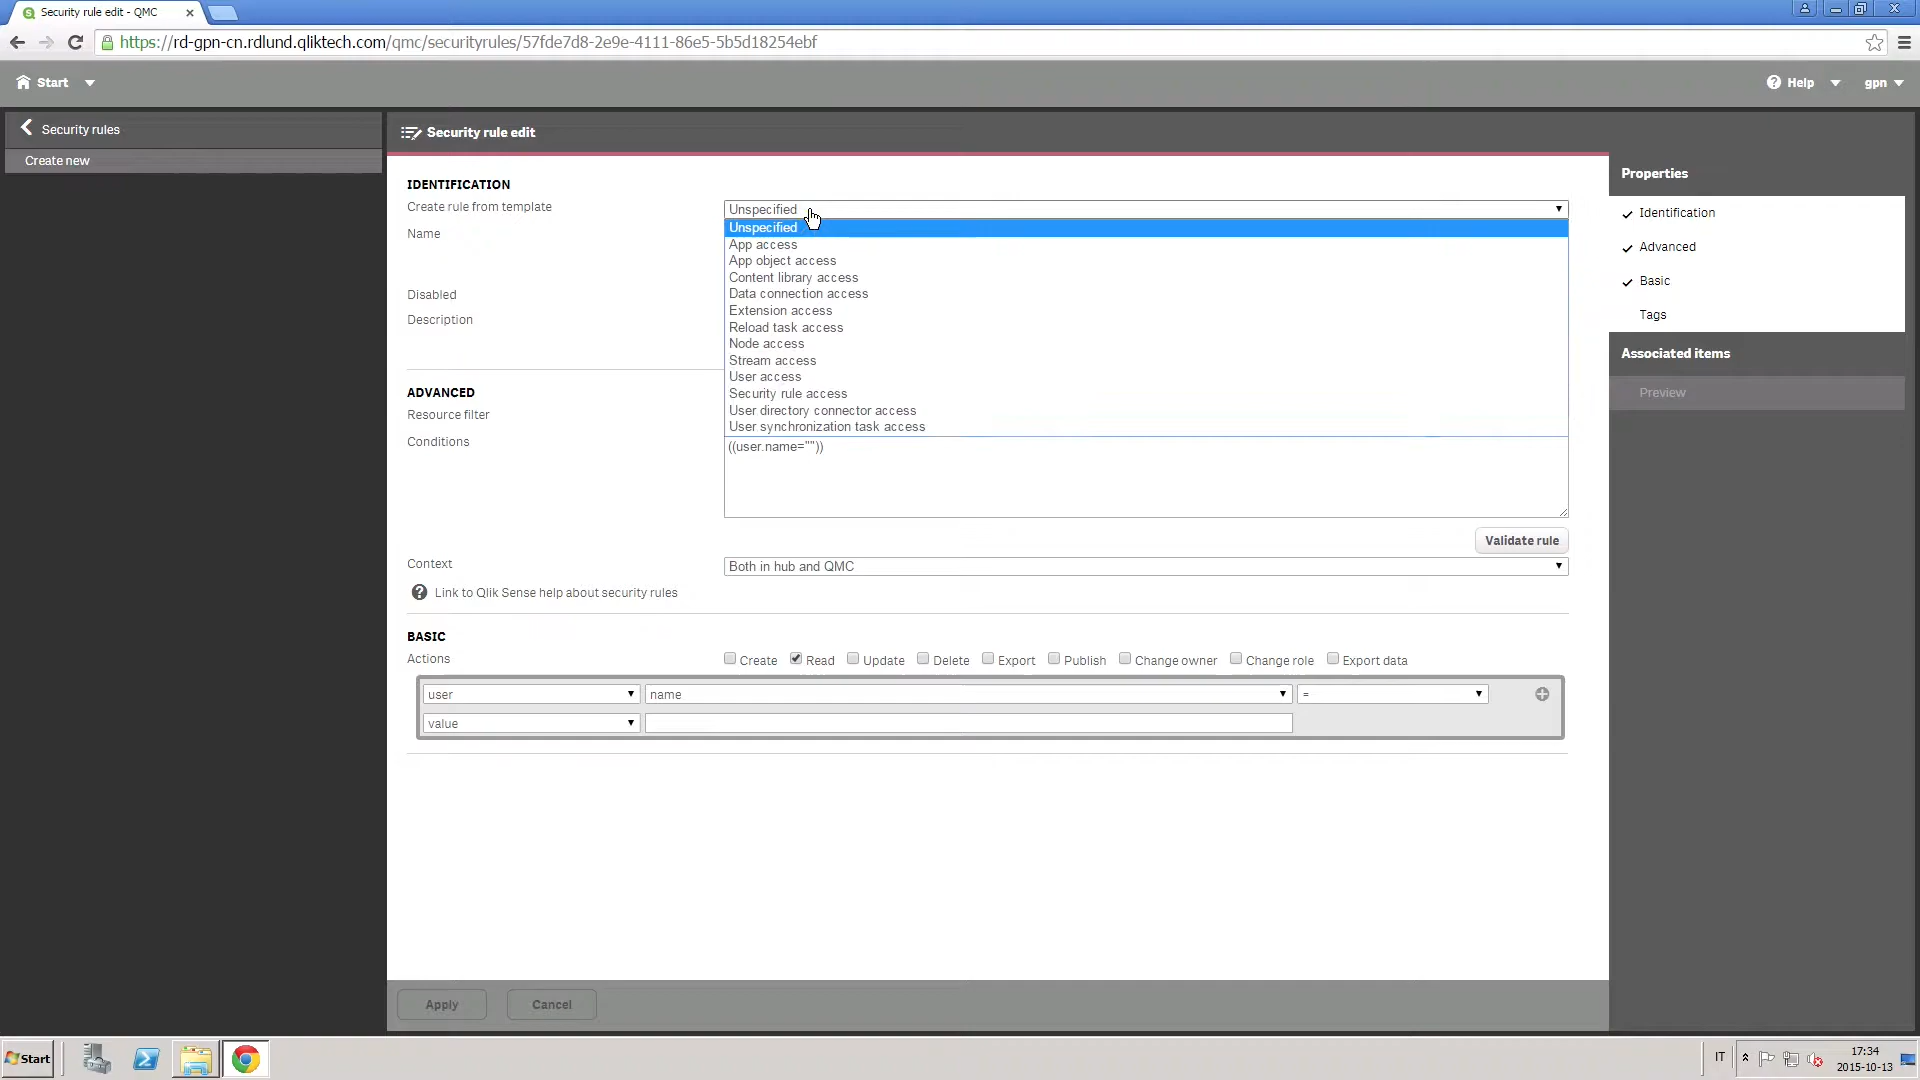 Security rule edit - QMC
https://rd-gpn-cn.rdlund.qliktech.com/qmc/securityrules/57fde7d8-2e9e-4111-86e5-5b5d18254ebf
Start
Help
gpn
Security rules
Create new
Security rule edit
IDENTIFICATION
Create rule from template
Unspecified
Name
Unspecified
App access
App object access
Content library access
Data connection access
Extension access
Reload task access
Node access
Stream access
User access
Security rule access
User directory connector access
User synchronization task access
Disabled
Description
ADVANCED
Resource filter
Conditions
((user.name=""))
Validate rule
Context
Both in hub and QMC
Link to Qlik Sense help about security rules
BASIC
Actions
Create Read Update Delete Export Publish Change owner Change role Export data
user name =
value
Apply Cancel
Properties
Identification
Advanced
Basic
Tags
Associated items
Preview
Start
IT
17:34
2015-10-13